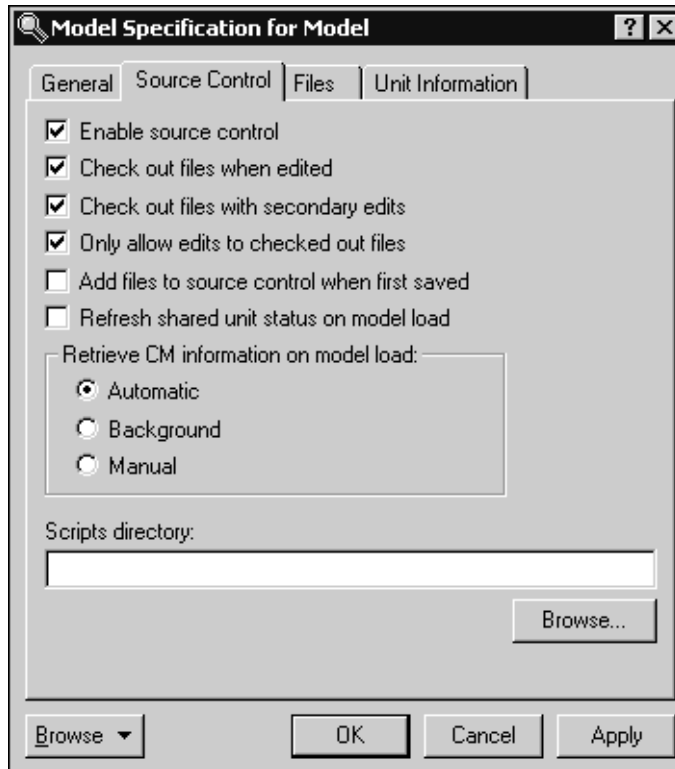 Model Specification for Model
General Source Control Files Unit Information
Enable source control
Check out files when edited
Check out files with secondary edits
Only allow edits to checked out files
Add files to source control when first saved
Refresh shared unit status on model load
Retrieve CM information on model load:
Automatic
Background
Manual
Scripts directory:
Browse...
Browse OK Cancel Apply